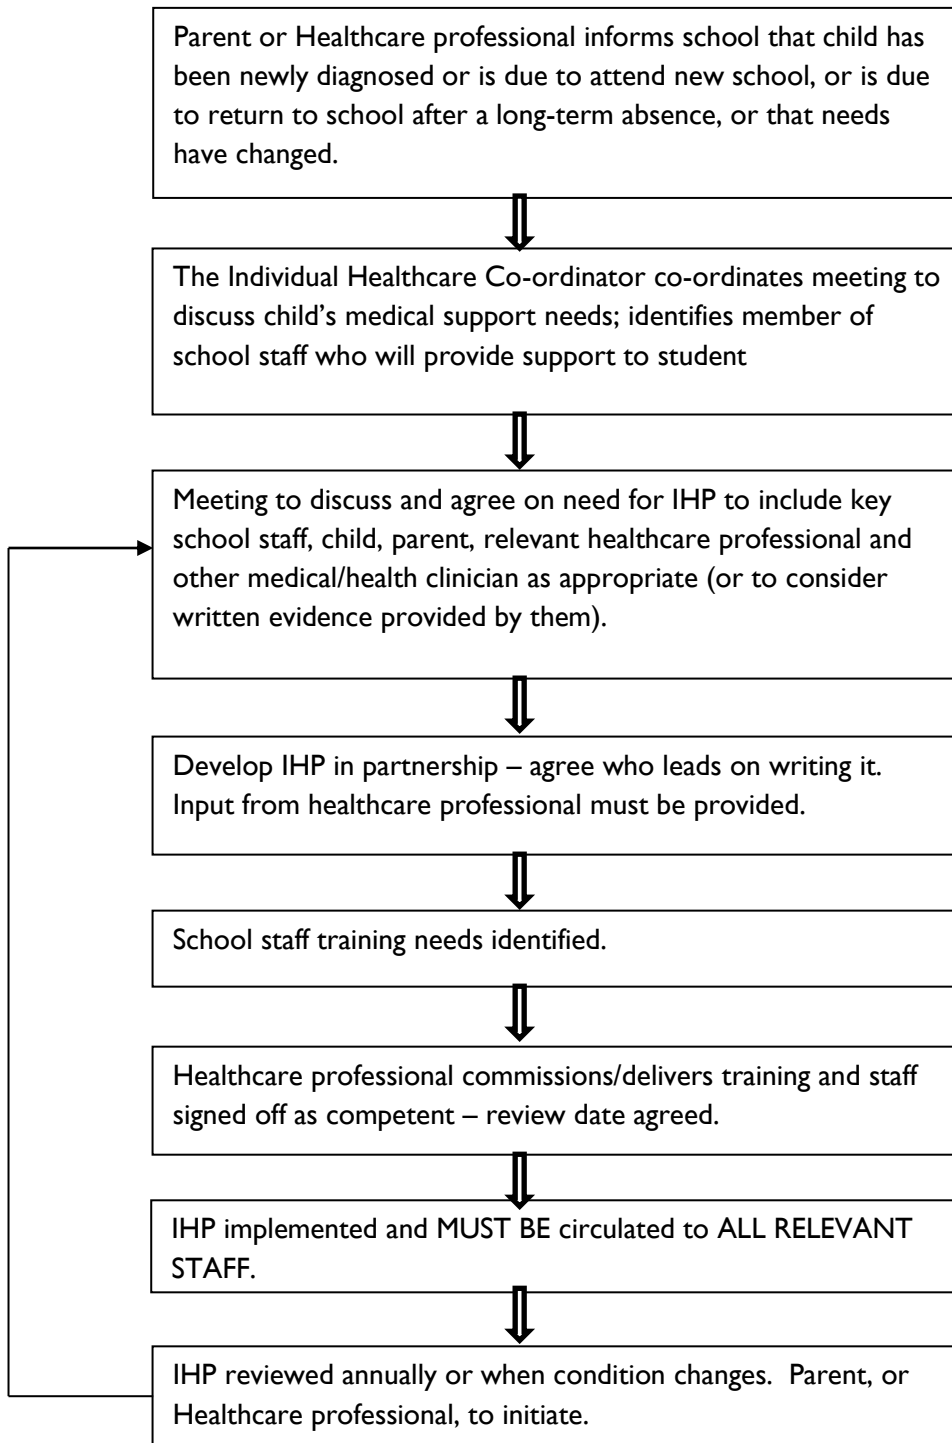 Parent or Healthcare professional informs school that child has
been newly diagnosed or is due to attend new school, or is due
to return to school after a long-term absence, or that needs
have changed.
The Individual Healthcare Co-ordinator co-ordinates meeting to
discuss child’s medical support needs; identifies member of
school staff who will provide support to student
Meeting to discuss and agree on need for IHP to include key
school staff, child, parent, relevant healthcare professional and
other medical/health clinician as appropriate (or to consider
written evidence provided by them).
Develop IHP in partnership – agree who leads on writing it.
Input from healthcare professional must be provided.
School staff training needs identified.
Healthcare professional commissions/delivers training and staff
signed off as competent – review date agreed.
IHP implemented and MUST BE circulated to ALL RELEVANT
STAFF.
IHP reviewed annually or when condition changes.  Parent, or
Healthcare professional, to initiate.